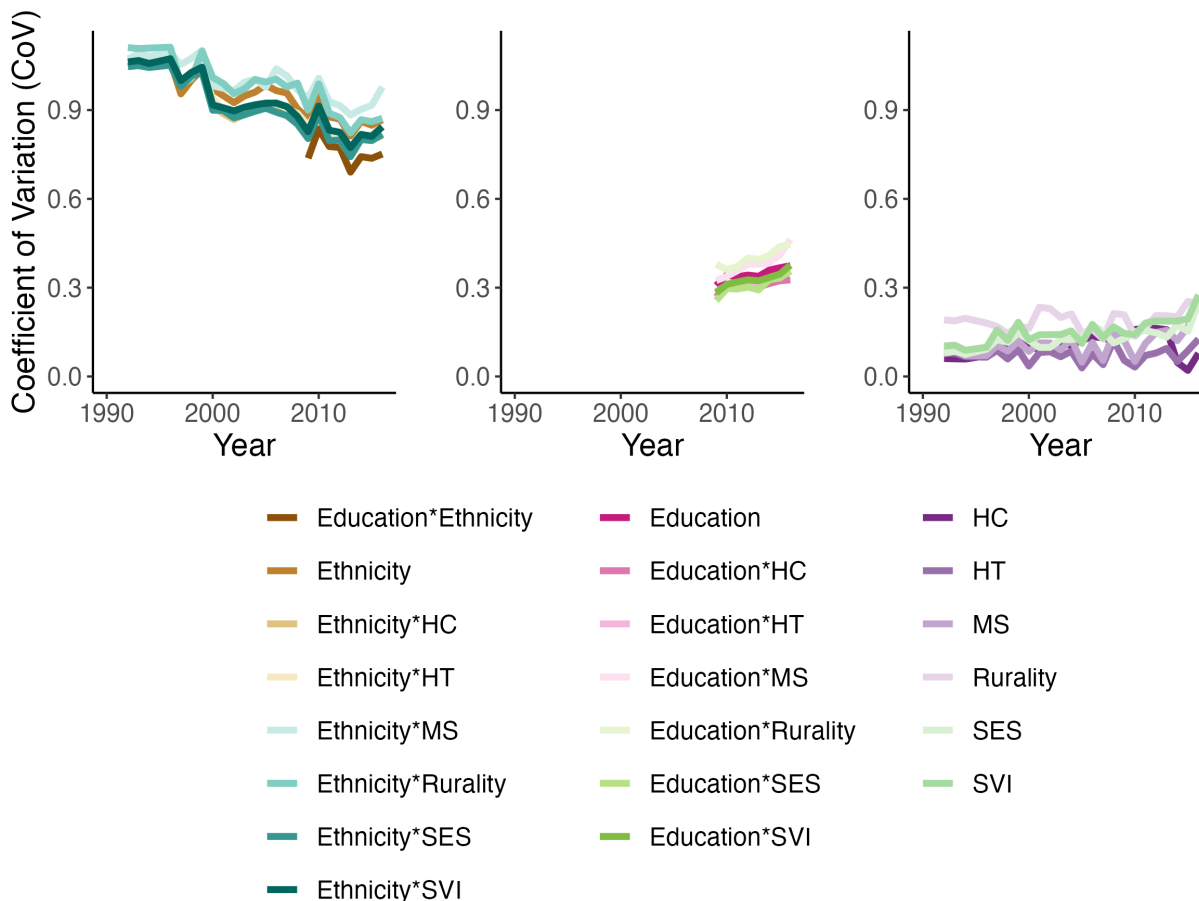 Coefficient of Variation (CoV)
0.9
0.6
0.3
0.0
1990 2000 2010
Year
0.9
0.6
0.3
0.0
1990 2000 2010
Year
0.9
0.6
0.3
0.0
1990 2000 2010
Year
Education*Ethnicity
Ethnicity
Ethnicity*HC
Ethnicity*HT
Ethnicity*MS
Ethnicity*Rurality
Ethnicity*SES
Ethnicity*SVI
Education
Education*HC
Education*HT
Education*MS
Education*Rurality
Education*SES
Education*SVI
HC
HT
MS
Rurality
SES
SVI